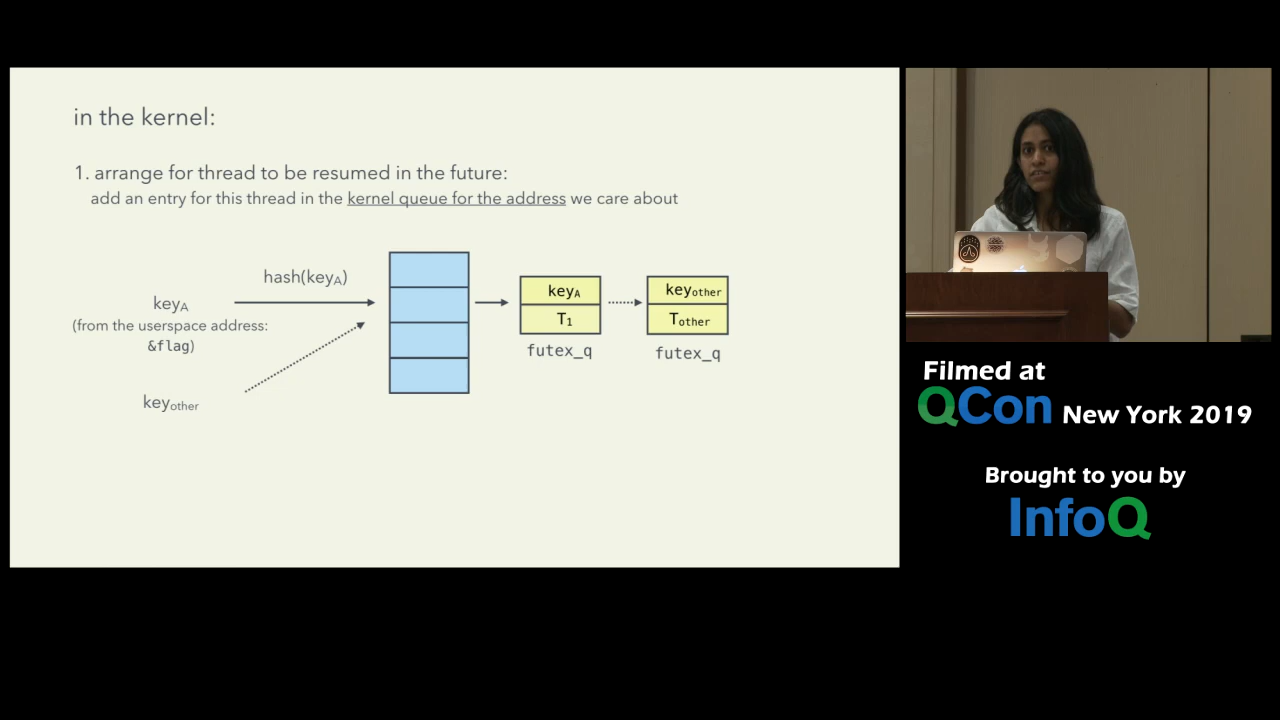 in the kernel:
1. arrange for thread to be resumed in the future:
add an entry for this thread in the kernel queue for the address we care about
hash(keyA)
keyA
(from the userspace address:
&flag)
keyother
keyA
T1
futex_q
keyother
Tother
futex_q
Filmed at
QCon New York 2019
Brought to you by
InfoQ